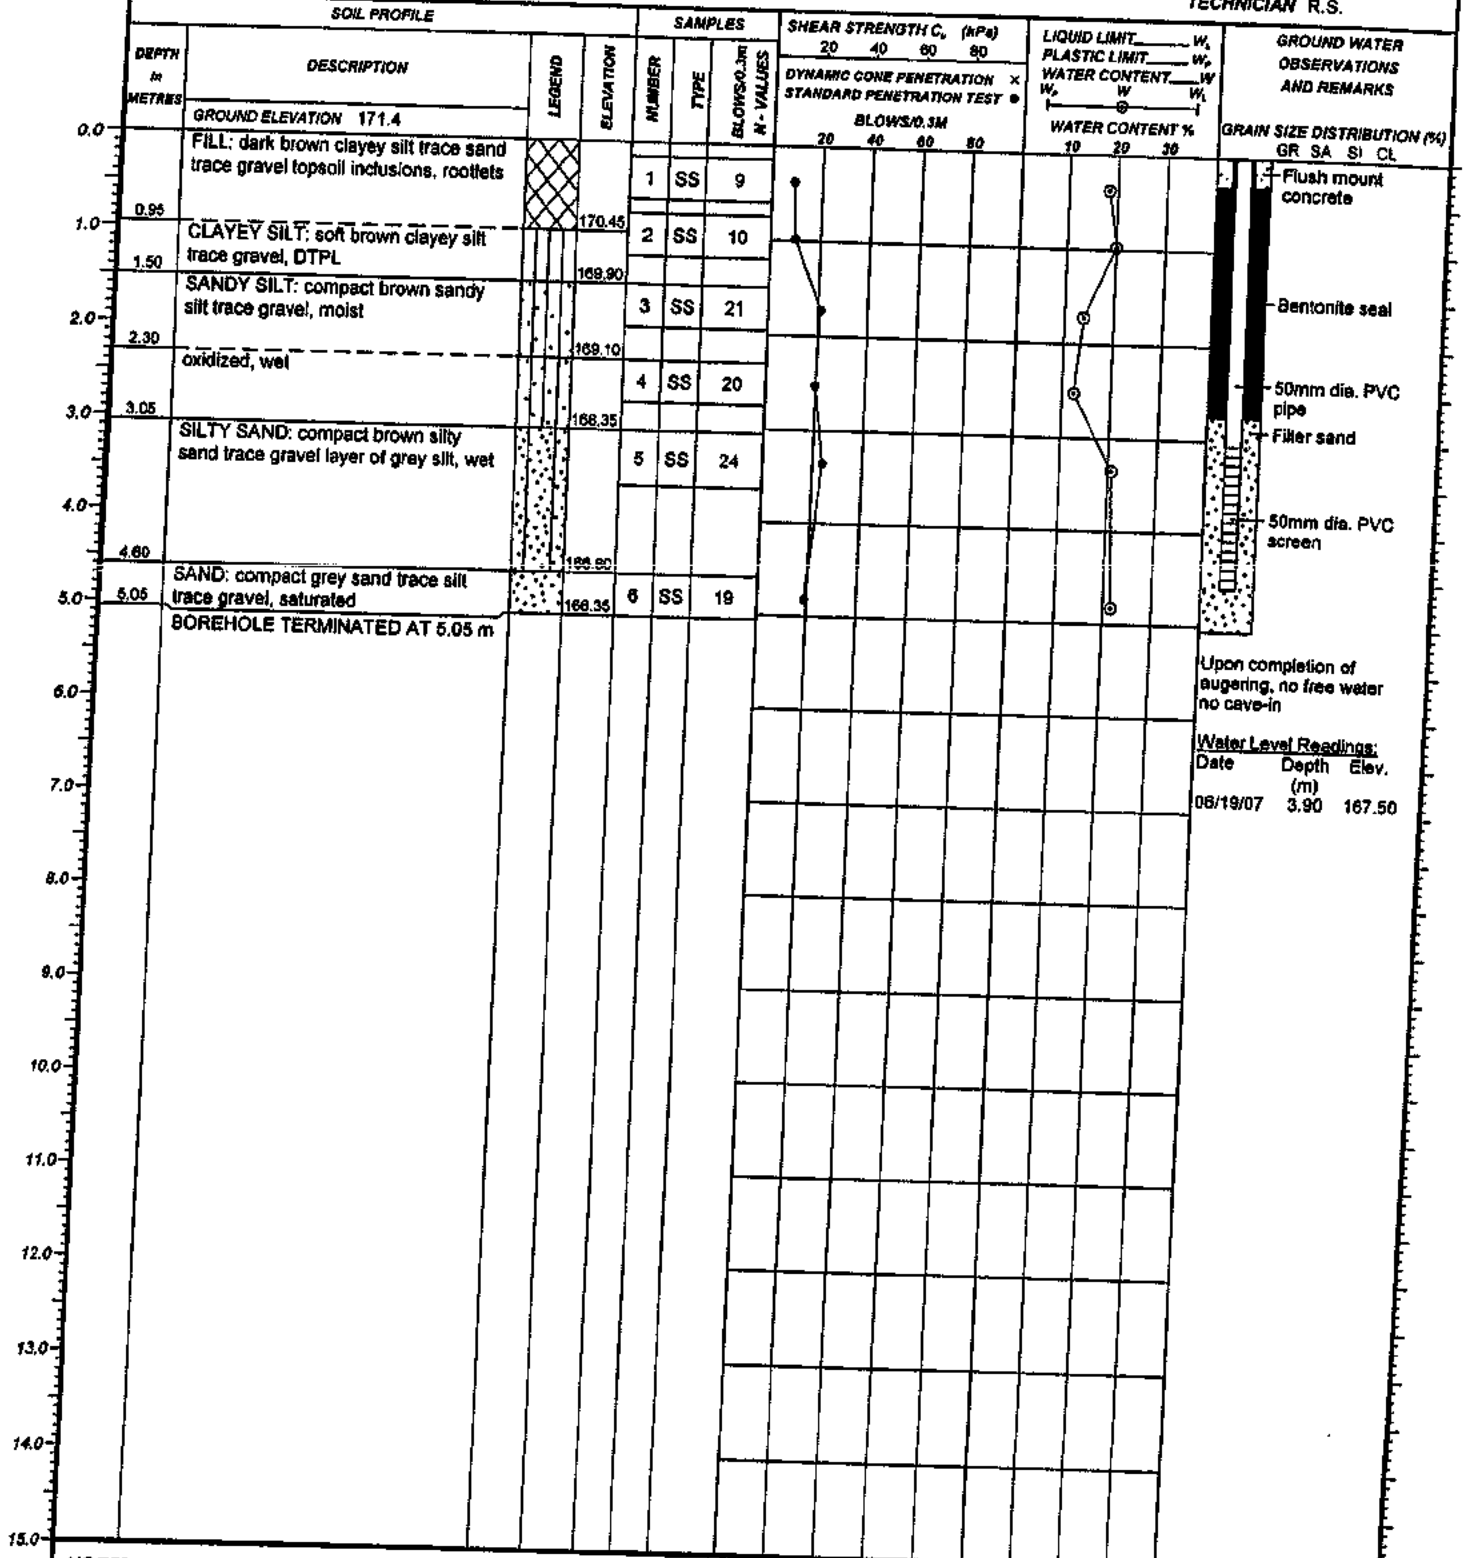 TECHNICIAN R.S.
SOIL PROFILE
SAMPLES
DEPTH
in
METRES
DESCRIPTION
LEGEND
ELEVATION
NUMBER
TYPE
BLOWS/0.3m
N - VALUES
SHEAR STRENGTH Cu (kPa)
20 40 60 80
DYNAMIC CONE PENETRATION ×
STANDARD PENETRATION TEST ●
BLOWS/0.3M
20 40 60 80
LIQUID LIMIT______WL
PLASTIC LIMIT______WP
WATER CONTENT____W
WP W WL
WATER CONTENT %
10 20 30
GROUND WATER
OBSERVATIONS
AND REMARKS
GRAIN SIZE DISTRIBUTION (%)
GR SA SI CL
GROUND ELEVATION 171.4
0.0
FILL: dark brown clayey silt trace sand
trace gravel topsoil inclusions, rootlets
1 SS 9
Flush mount
concrete
0.95
170.45
1.0
CLAYEY SILT: soft brown clayey silt
trace gravel, DTPL
2 SS 10
1.50
169.90
SANDY SILT: compact brown sandy
silt trace gravel, moist
3 SS 21
Bentonite seal
2.0
2.30
169.10
oxidized, wet
4 SS 20
50mm dia. PVC
pipe
3.0
3.05
168.35
SILTY SAND: compact brown silty
sand trace gravel layer of grey silt, wet
5 SS 24
Filter sand
4.0
50mm dia. PVC
screen
4.60
166.80
SAND: compact grey sand trace silt
trace gravel, saturated
6 SS 19
5.0
5.05
166.35
BOREHOLE TERMINATED AT 5.05 m
Upon completion of
augering, no free water
no cave-in
6.0
Water Level Readings:
Date Depth Elev.
(m)
06/19/07 3.90 167.50
7.0
8.0
9.0
10.0
11.0
12.0
13.0
14.0
15.0